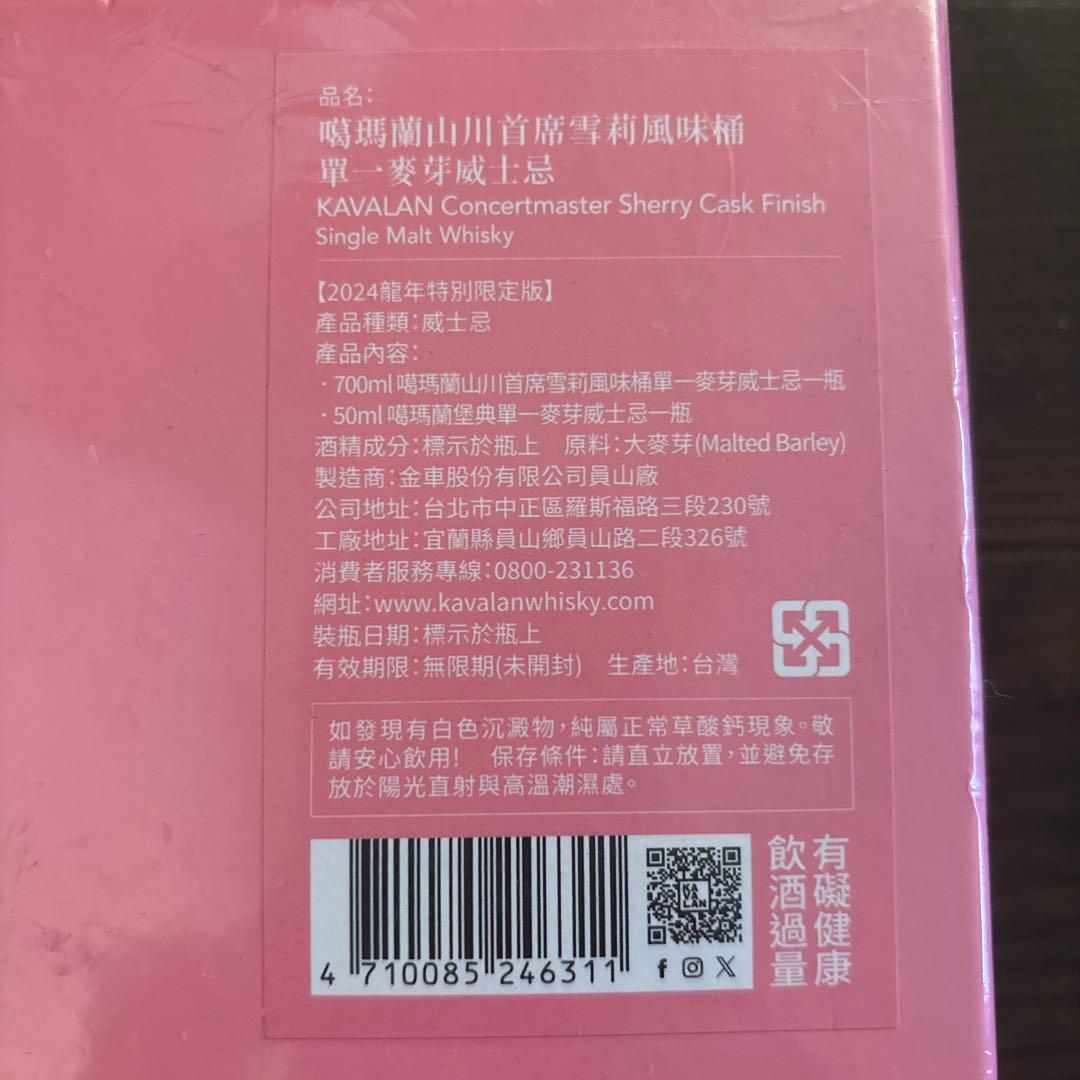 品名：
噶瑪蘭山川首席雪莉風味桶
單一麥芽威士忌
KAVALAN Concertmaster Sherry Cask Finish
Single Malt Whisky
【2024龍年特別限定版】
產品種類：威士忌
產品內容：
·700ml 噶瑪蘭山川首席雪莉風味桶單一麥芽威士忌一瓶
·50ml 噶瑪蘭堡典單一麥芽威士忌一瓶
酒精成分：標示於瓶上　原料：大麥芽(Malted Barley)
製造商：金車股份有限公司員山廠
公司地址：台北市中正區羅斯福路三段230號
工廠地址：宜蘭縣員山鄉員山路二段326號
消費者服務專線：0800-231136
網址：www.kavalanwhisky.com
裝瓶日期：標示於瓶上
有效期限：無限期(未開封)　生產地：台灣
如發現有白色沉澱物，純屬正常草酸鈣現象。敬
請安心飲用！　保存條件：請直立放置，並避免存
放於陽光直射與高溫潮濕處。
KA
VA
LAN
4 710085 246311
飲酒過量
有礙健康